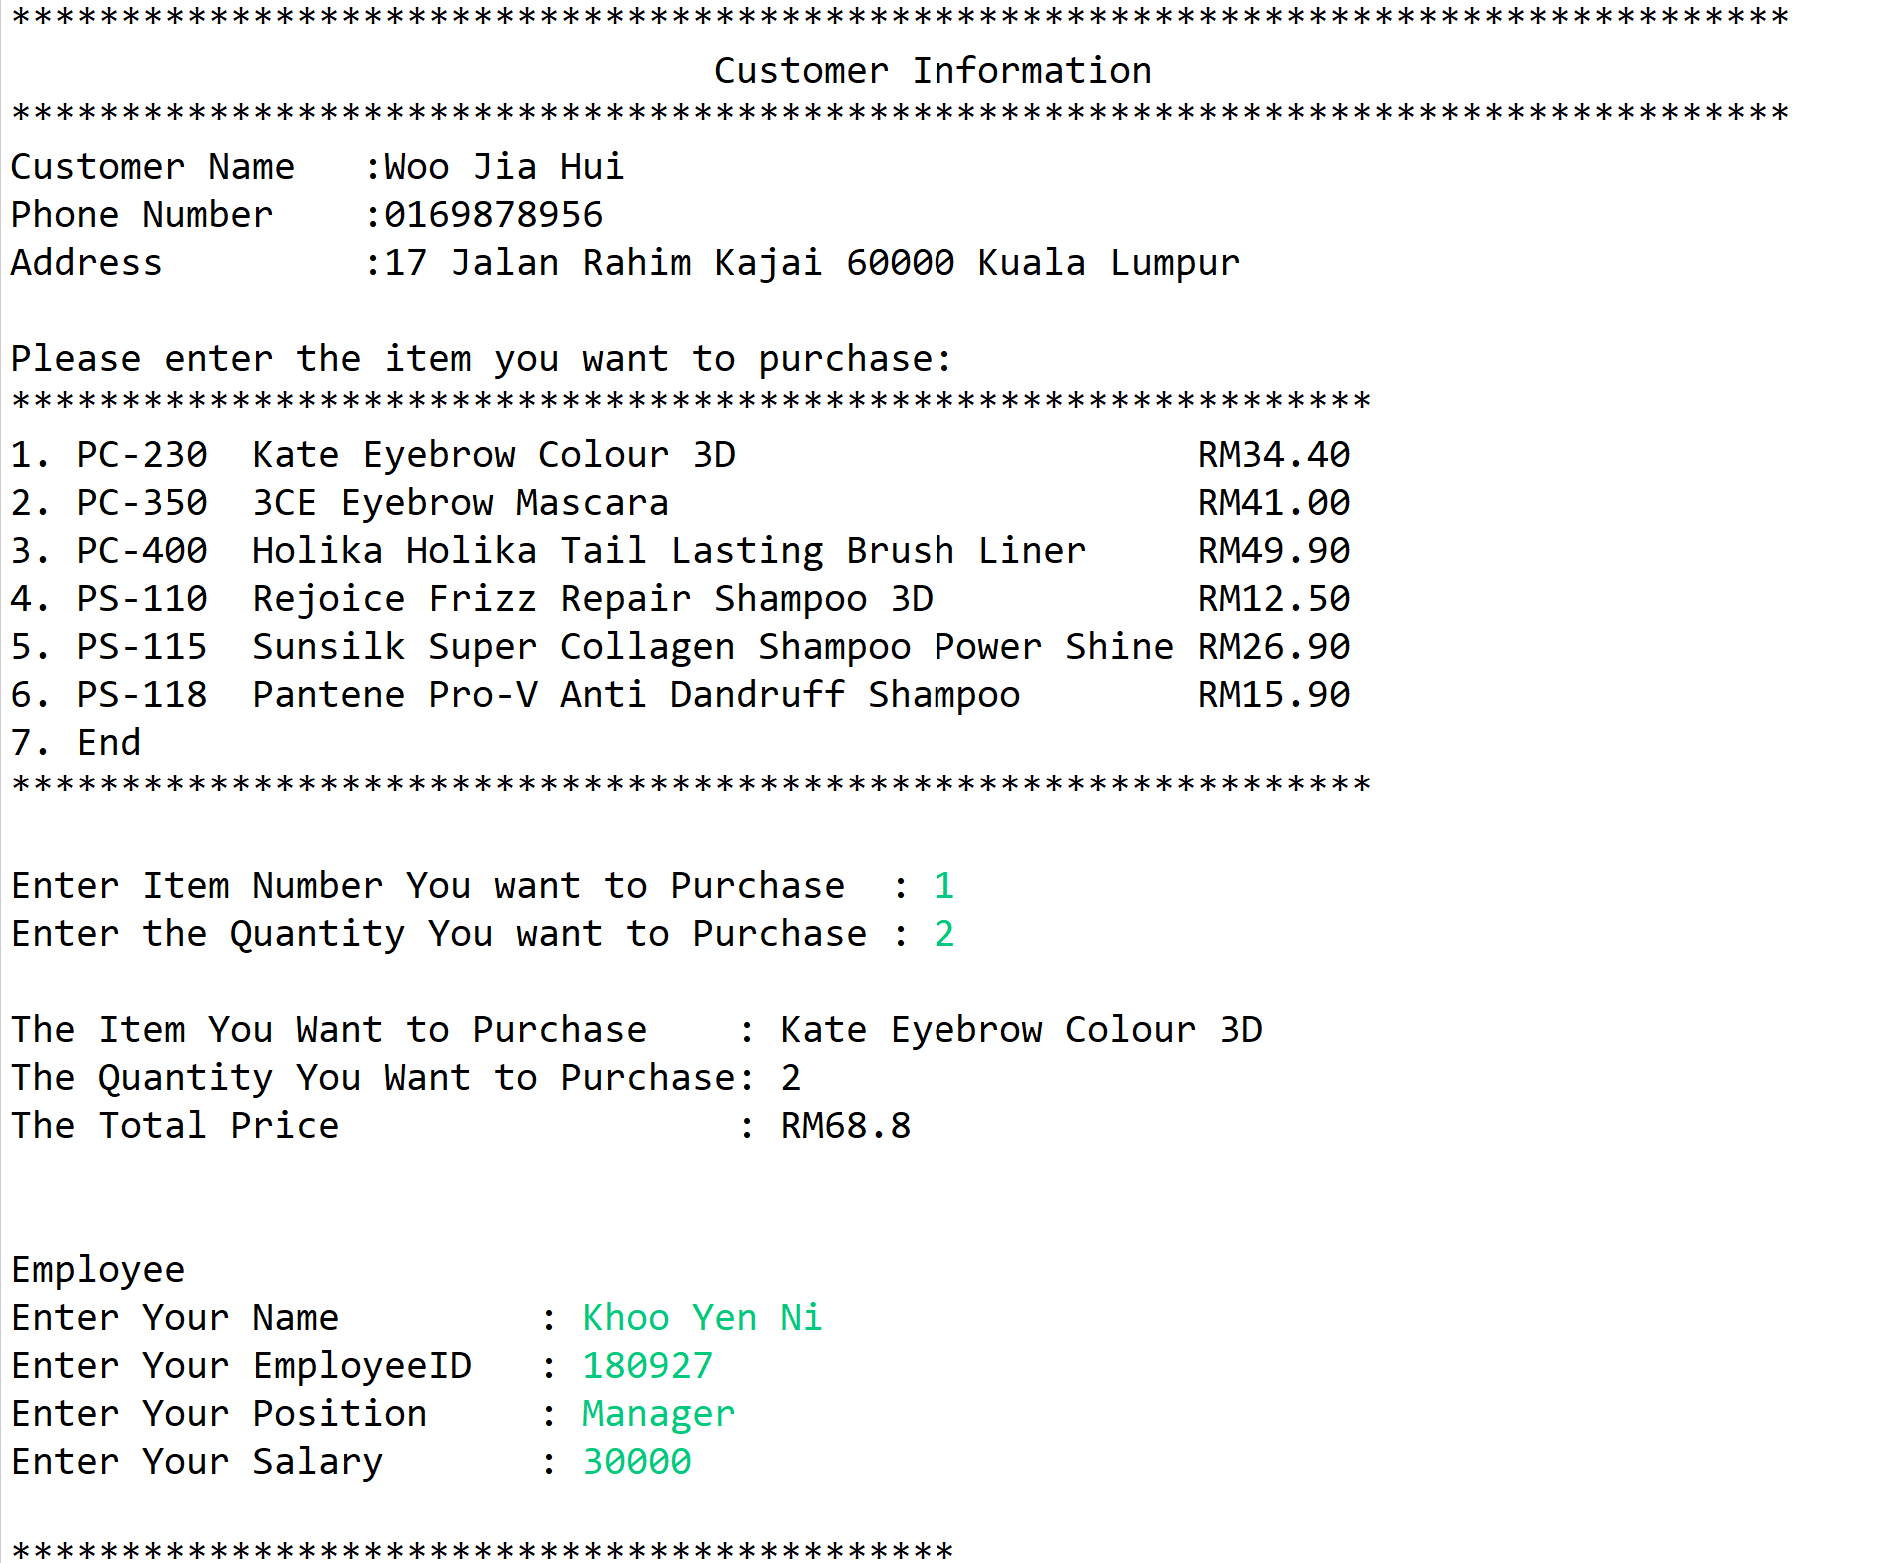 *********************************************************************************
Customer Information
*********************************************************************************
Customer Name   :Woo Jia Hui
Phone Number    :0169878956
Address         :17 Jalan Rahim Kajai 60000 Kuala Lumpur
Please enter the item you want to purchase:
**************************************************************
1. PC-230  Kate Eyebrow Colour 3D                     RM34.40
2. PC-350  3CE Eyebrow Mascara                        RM41.00
3. PC-400  Holika Holika Tail Lasting Brush Liner     RM49.90
4. PS-110  Rejoice Frizz Repair Shampoo 3D            RM12.50
5. PS-115  Sunsilk Super Collagen Shampoo Power Shine RM26.90
6. PS-118  Pantene Pro-V Anti Dandruff Shampoo        RM15.90
7. End
**************************************************************
Enter Item Number You want to Purchase  : 1
Enter the Quantity You want to Purchase : 2
The Item You Want to Purchase    : Kate Eyebrow Colour 3D
The Quantity You Want to Purchase: 2
The Total Price                  : RM68.8
Employee
Enter Your Name         : Khoo Yen Ni
Enter Your EmployeeID   : 180927
Enter Your Position     : Manager
Enter Your Salary       : 30000
*******************************************